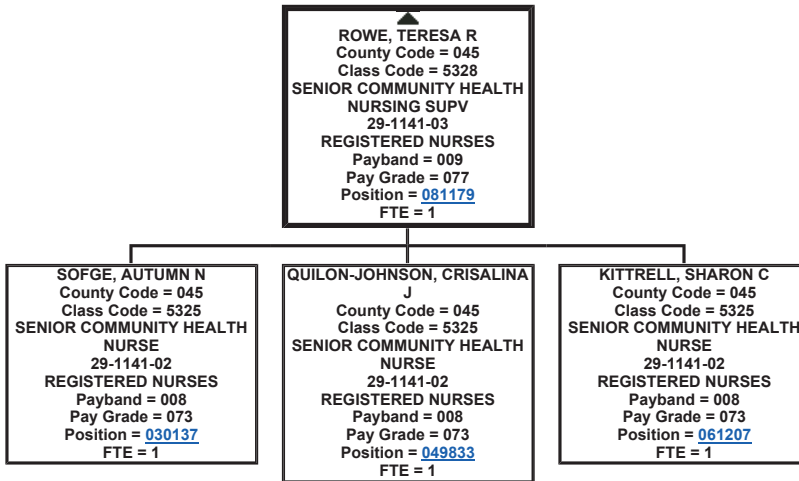 ROWE, TERESA R
County Code = 045
Class Code = 5328
SENIOR COMMUNITY HEALTH
NURSING SUPV
29-1141-03
REGISTERED NURSES
Payband = 009
Pay Grade = 077
Position = 081179
FTE = 1
SOFGE, AUTUMN N
County Code = 045
Class Code = 5325
SENIOR COMMUNITY HEALTH
NURSE
29-1141-02
REGISTERED NURSES
Payband = 008
Pay Grade = 073
Position = 030137
FTE = 1
QUILON-JOHNSON, CRISALINA
J
County Code = 045
Class Code = 5325
SENIOR COMMUNITY HEALTH
NURSE
29-1141-02
REGISTERED NURSES
Payband = 008
Pay Grade = 073
Position = 049833
FTE = 1
KITTRELL, SHARON C
County Code = 045
Class Code = 5325
SENIOR COMMUNITY HEALTH
NURSE
29-1141-02
REGISTERED NURSES
Payband = 008
Pay Grade = 073
Position = 061207
FTE = 1